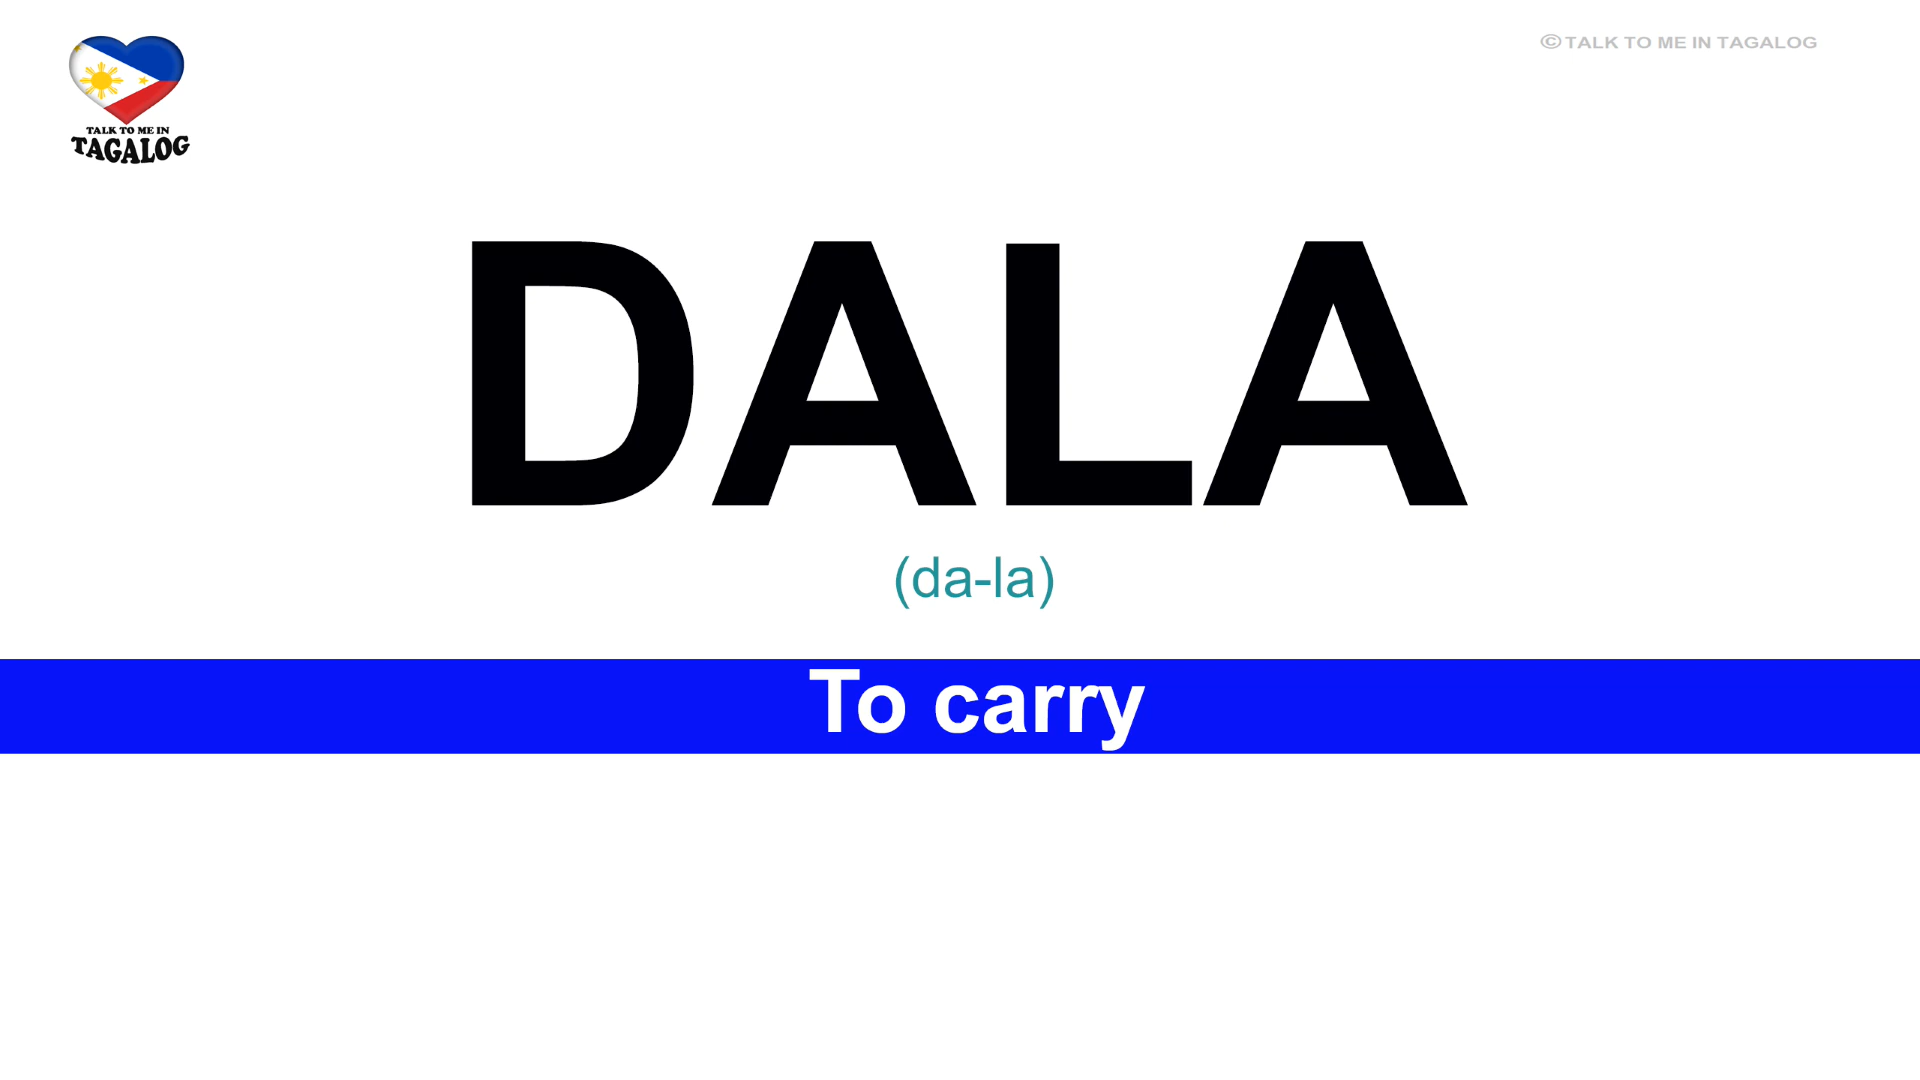 TALK TO ME IN
TAGALOG
© TALK TO ME IN TAGALOG
DALA
(da-la)
To carry